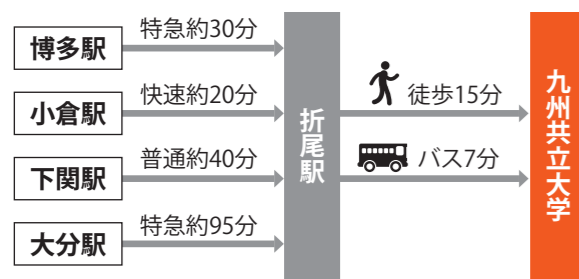 博多駅
特急約30分
小倉駅
快速約20分
下関駅
普通約40分
大分駅
特急約95分
折尾駅
徒歩15分
バス7分
九州共立大学